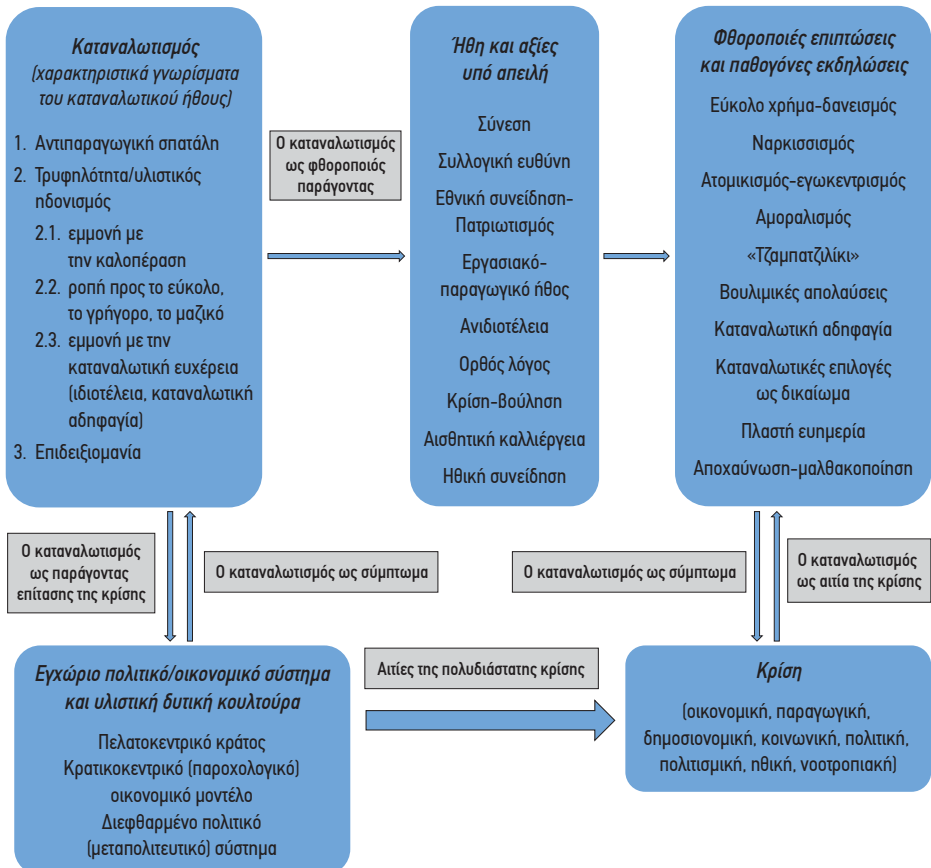 Καταναλωτισμός
(χαρακτηριστικά γνωρίσματα
του καταναλωτικού ήθους)
1. Αντιπαραγωγική σπατάλη
2. Τρυφηλότητα/υλιστικός
ηδονισμός
2.1. εμμονή με
την καλοπέραση
2.2. ροπή προς το εύκολο,
το γρήγορο, το μαζικό
2.3. εμμονή με την
καταναλωτική ευχέρεια
(ιδιοτέλεια, καταναλωτική
αδηφαγία)
3. Επιδειξιομανία
Ο καταναλωτισμός
ως φθοροποιός
παράγοντας
Ήθη και αξίες
υπό απειλή
Σύνεση
Συλλογική ευθύνη
Εθνική συνείδηση-
Πατριωτισμός
Εργασιακό-
παραγωγικό ήθος
Ανιδιοτέλεια
Ορθός λόγος
Κρίση-βούληση
Αισθητική καλλιέργεια
Ηθική συνείδηση
Φθοροποιές επιπτώσεις
και παθογόνες εκδηλώσεις
Εύκολο χρήμα-δανεισμός
Ναρκισσισμός
Ατομικισμός-εγωκεντρισμός
Αμοραλισμός
«Τζαμπατζιλίκι»
Βουλιμικές απολαύσεις
Καταναλωτική αδηφαγία
Καταναλωτικές επιλογές
ως δικαίωμα
Πλαστή ευημερία
Αποχαύνωση-μαλθακοποίηση
Ο καταναλωτισμός
ως παράγοντας
επίτασης της κρίσης
Ο καταναλωτισμός ως σύμπτωμα
Ο καταναλωτισμός ως σύμπτωμα
Ο καταναλωτισμός
ως αιτία της κρίσης
Εγχώριο πολιτικό/οικονομικό σύστημα
και υλιστική δυτική κουλτούρα
Πελατοκεντρικό κράτος
Κρατικοκεντρικό (παροχολογικό)
οικονομικό μοντέλο
Διεφθαρμένο πολιτικό
(μεταπολιτευτικό) σύστημα
Αιτίες της πολυδιάστατης κρίσης
Κρίση
(οικονομική, παραγωγική,
δημοσιονομική, κοινωνική, πολιτική,
πολιτισμική, ηθική, νοοτροπιακή)